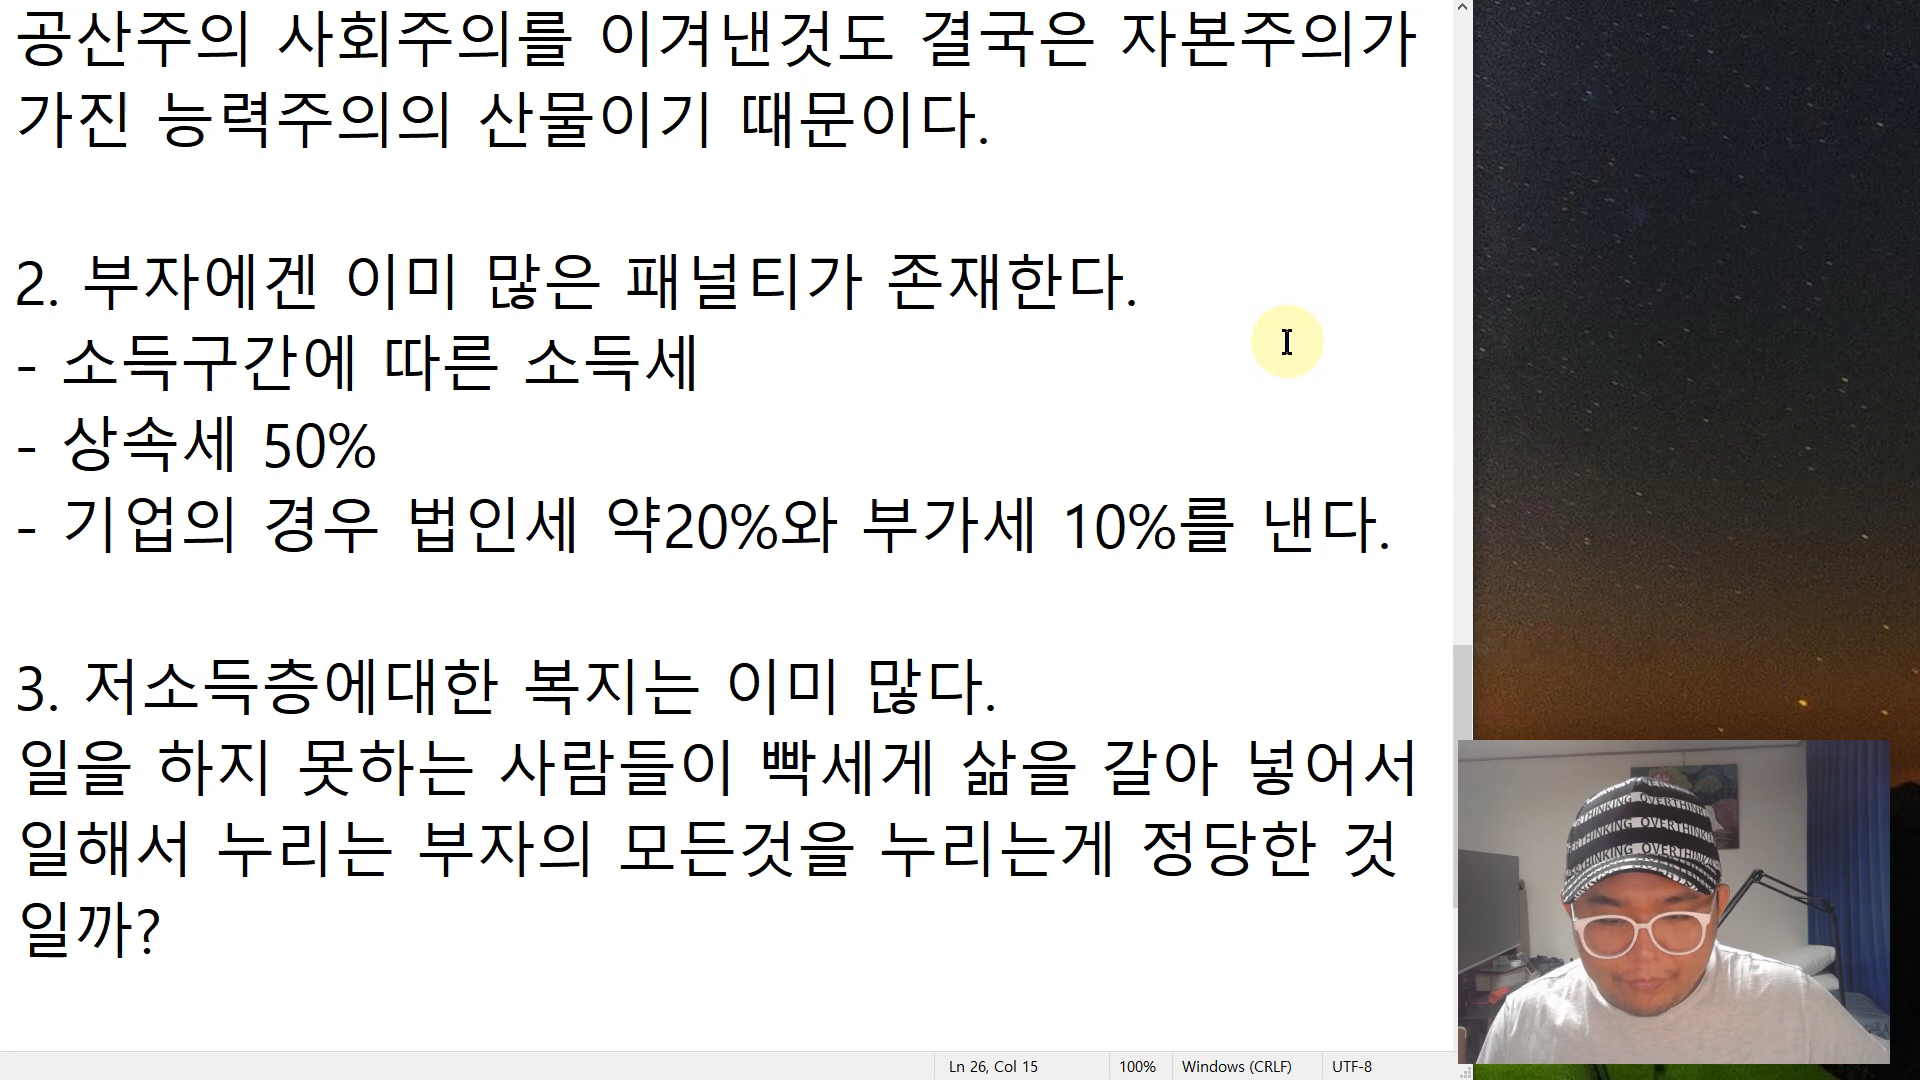 공산주의 사회주의를 이겨낸것도 결국은 자본주의가
가진 능력주의의 산물이기 때문이다.
2. 부자에겐 이미 많은 패널티가 존재한다.
- 소득구간에 따른 소득세
- 상속세 50%
- 기업의 경우 법인세 약20%와 부가세 10%를 낸다.
3. 저소득층에대한 복지는 이미 많다.
일을 하지 못하는 사람들이 빡세게 삶을 갈아 넣어서
일해서 누리는 부자의 모든것을 누리는게 정당한 것
일까?
THINKING OVERTHINK
THINKING OVERTHINK
THINKING OVERTHINK
Ln 26, Col 15
100%
Windows (CRLF)
UTF-8